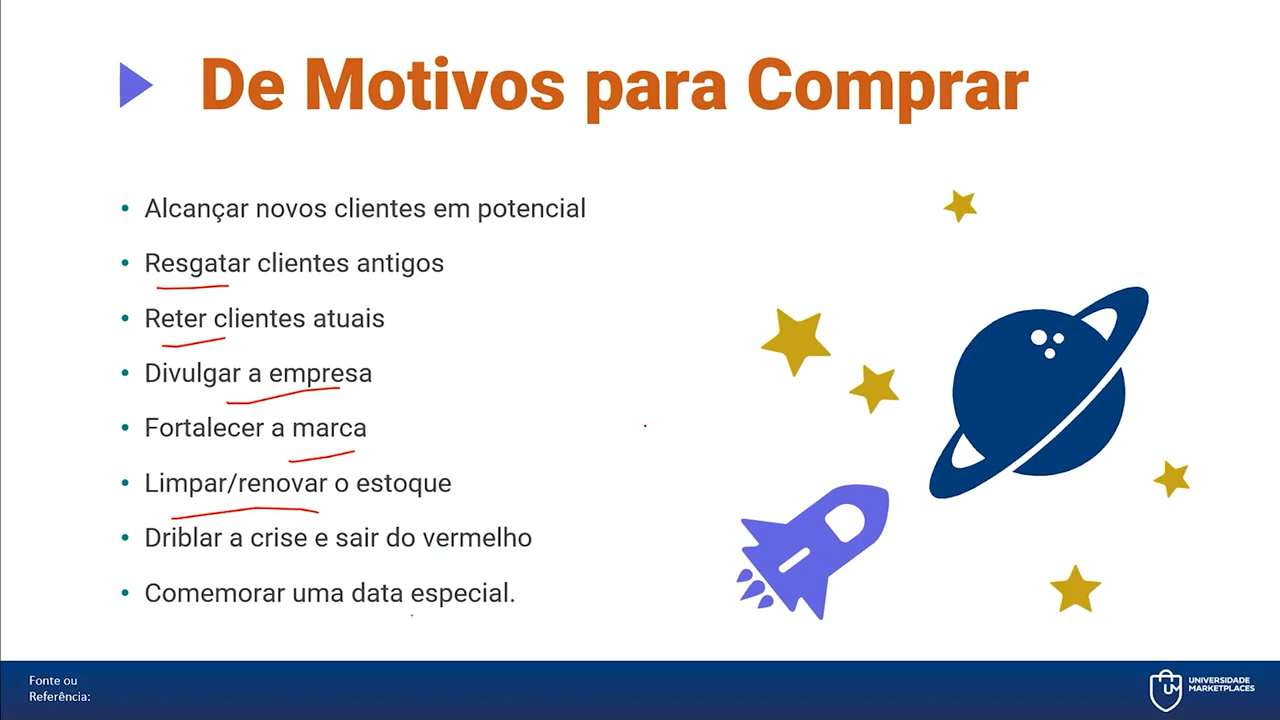 De Motivos para Comprar
Alcançar novos clientes em potencial
Resgatar clientes antigos
Reter clientes atuais
Divulgar a empresa
Fortalecer a marca
Limpar/renovar o estoque
Driblar a crise e sair do vermelho
Comemorar uma data especial.
Fonte ou
Referência:
UM
UNIVERSIDADE
MARKETPLACES